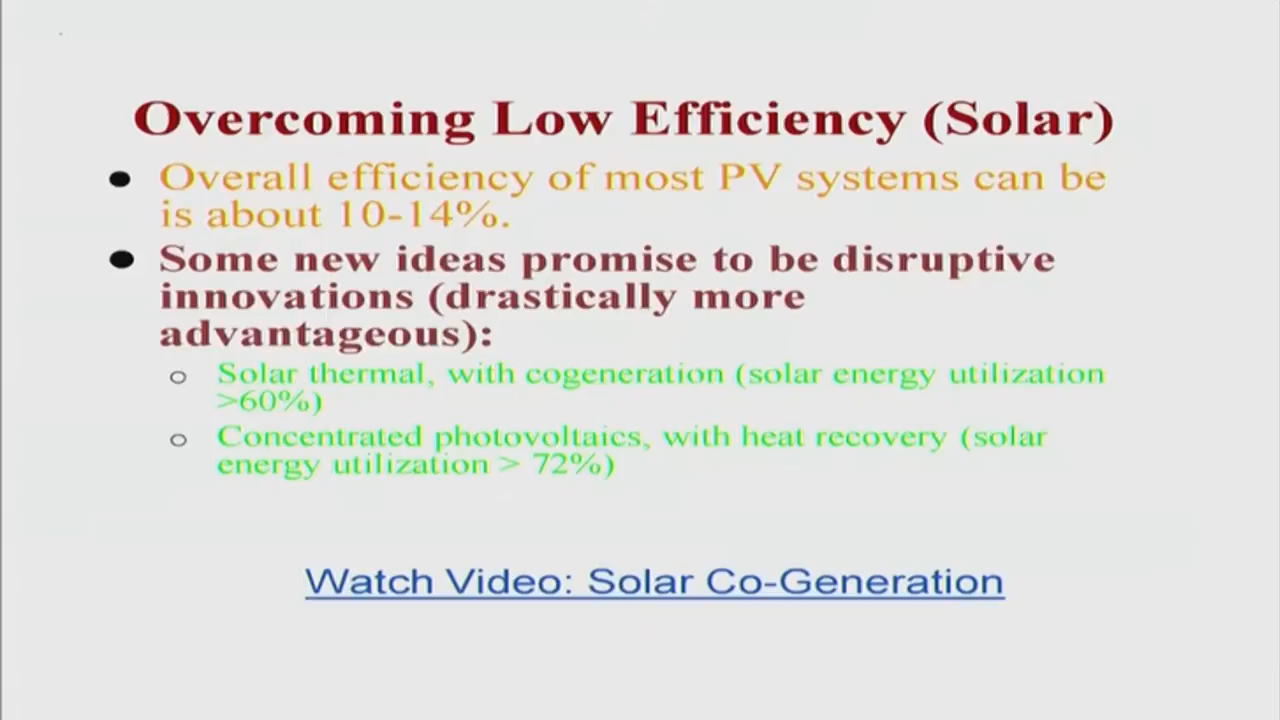 Overcoming Low Efficiency (Solar)
● Overall efficiency of most PV systems can be
is about 10-14%.
● Some new ideas promise to be disruptive
innovations (drastically more
advantageous):
○ Solar thermal, with cogeneration (solar energy utilization
>60%)
○ Concentrated photovoltaics, with heat recovery (solar
energy utilization > 72%)
Watch Video: Solar Co-Generation